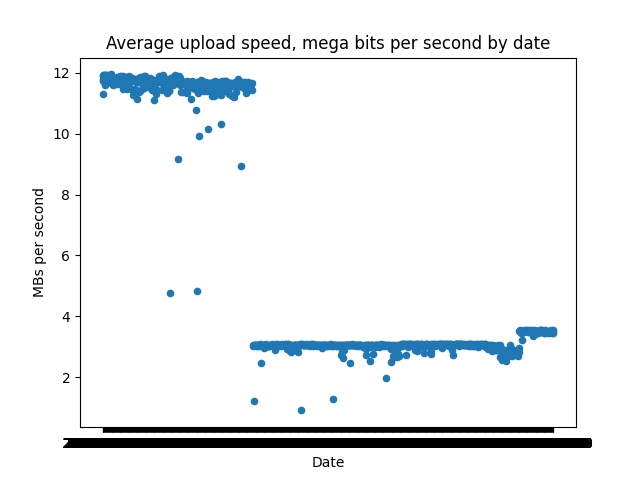 Average upload speed, mega bits per second by date
MBs per second
12
10
8
6
4
2
Date